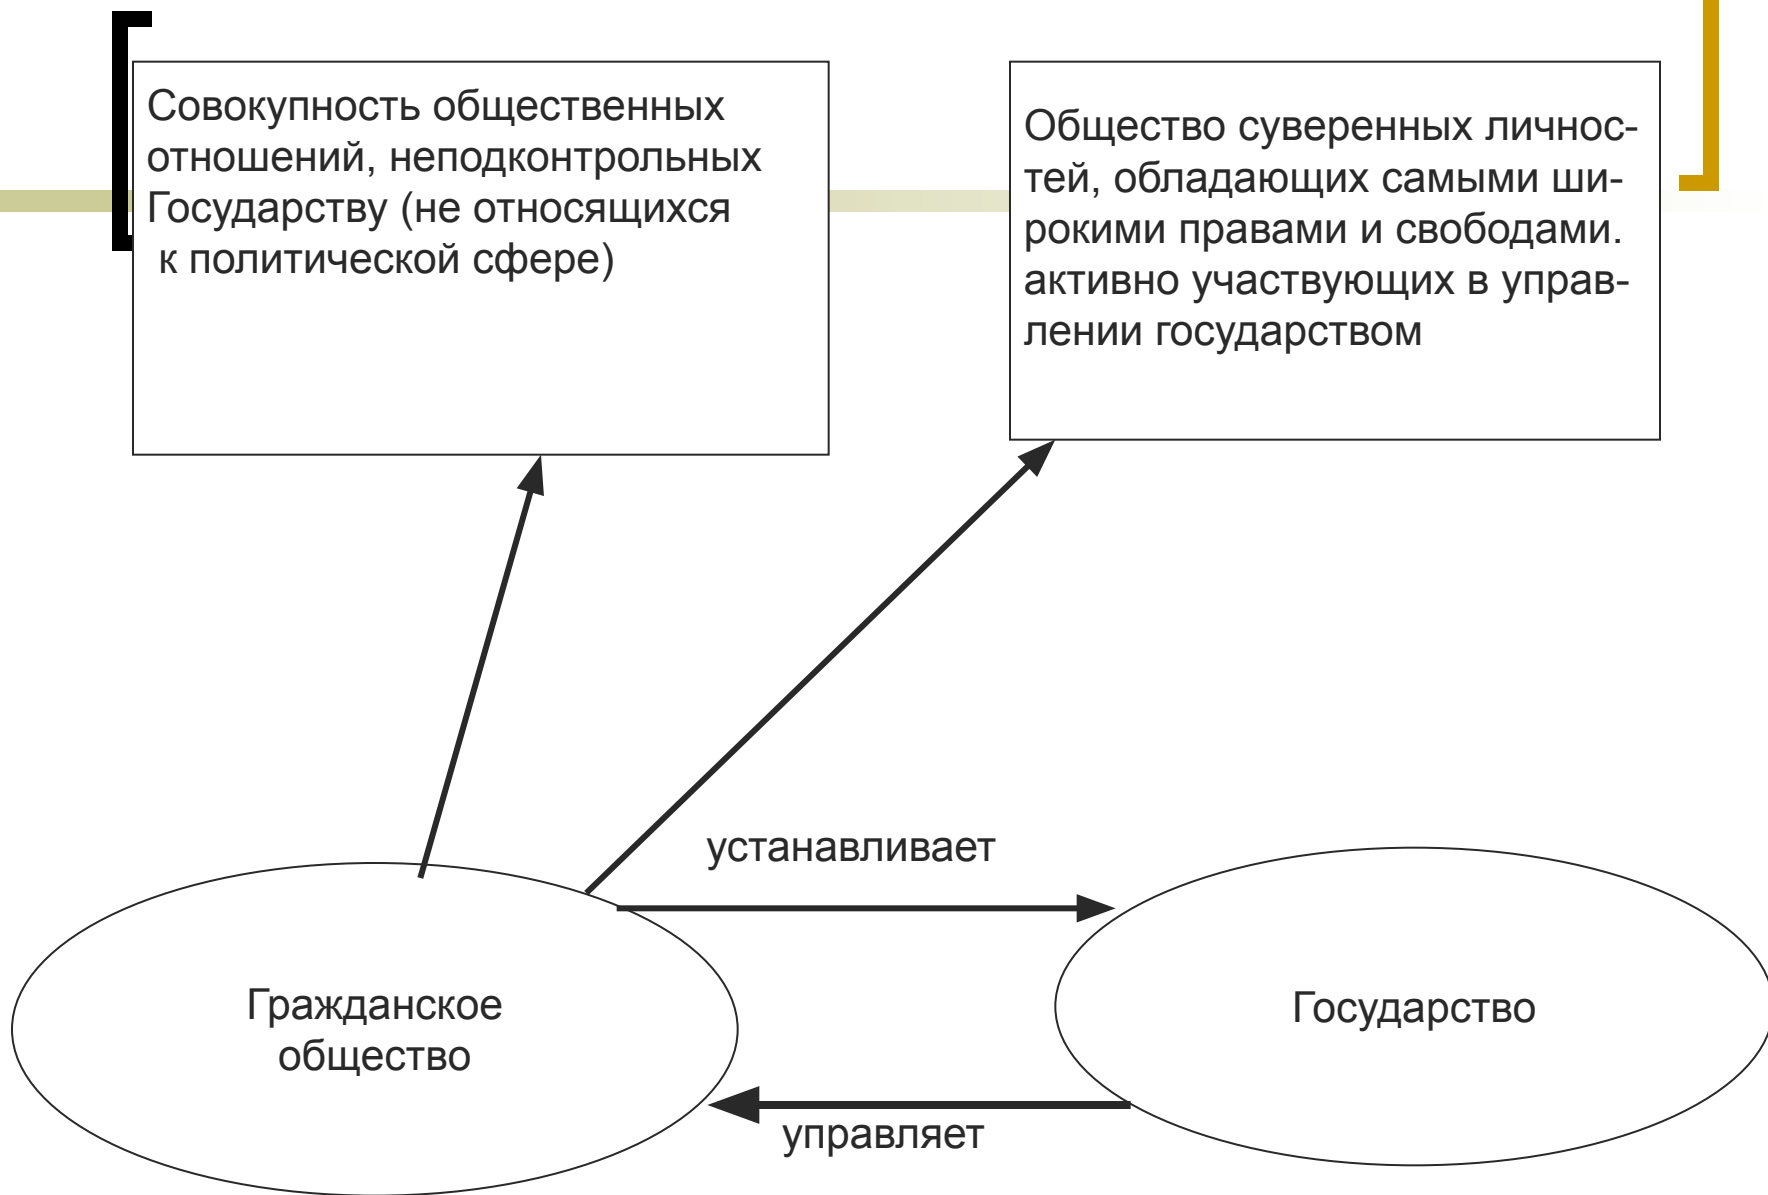 Совокупность общественных
отношений, неподконтрольных
Государству (не относящихся
к политической сфере)
Общество суверенных личнос-
тей, обладающих самыми ши-
рокими правами и свободами.
активно участвующих в управ-
лении государством
устанавливает
Гражданское
общество
Государство
управляет